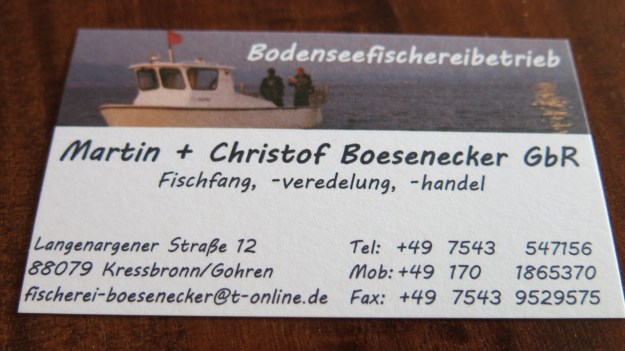 Bodenseefischereibetrieb
Martin + Christof Boesenecker GbR
Fischfang, -veredelung, -handel
Langenargener Straße 12
88079 Kressbronn/Gohren
fischerei-boesenecker@t-online.de
Tel: +49 7543 547156
Mob: +49 170 1865370
Fax: +49 7543 9529575